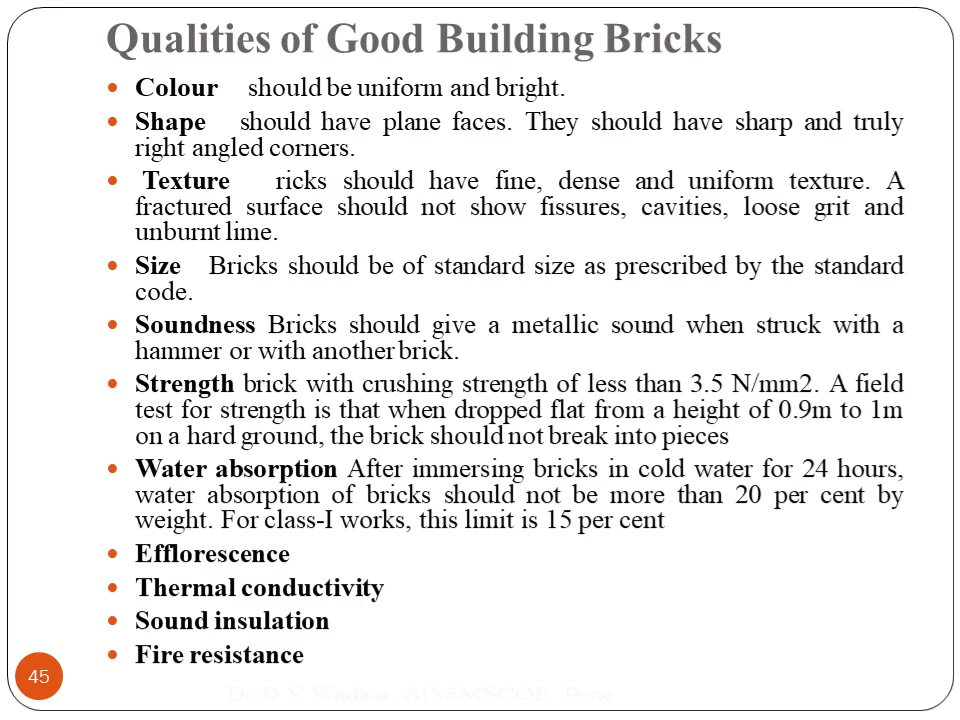 Qualities of Good Building Bricks
• Colour should be uniform and bright.
• Shape should have plane faces. They should have sharp and truly
right angled corners.
• Texture ricks should have fine, dense and uniform texture. A
fractured surface should not show fissures, cavities, loose grit and
unburnt lime.
• Size Bricks should be of standard size as prescribed by the standard
code.
• Soundness Bricks should give a metallic sound when struck with a
hammer or with another brick.
• Strength brick with crushing strength of less than 3.5 N/mm2. A field
test for strength is that when dropped flat from a height of 0.9m to 1m
on a hard ground, the brick should not break into pieces
• Water absorption After immersing bricks in cold water for 24 hours,
water absorption of bricks should not be more than 20 per cent by
weight. For class-I works, this limit is 15 per cent
• Efflorescence
• Thermal conductivity
• Sound insulation
• Fire resistance
45
Dr D Y Wadkar, AISSMSCOE, Pune